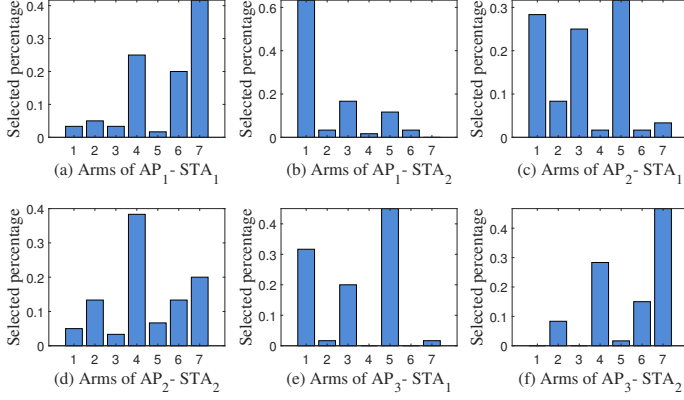 Selected percentage
0.4
0.2
0.1
0
1 2 3 4 5 6 7
(a) Arms of AP1- STA1
Selected percentage
0.6
0.4
0.2
0
1 2 3 4 5 6 7
(b) Arms of AP1- STA2
Selected percentage
0.3
0.2
0.1
0
1 2 3 4 5 6 7
(c) Arms of AP2- STA1
Selected percentage
0.4
0.3
0.2
0.1
0
1 2 3 4 5 6 7
(d) Arms of AP2- STA2
Selected percentage
0.4
0.3
0.2
0.1
0
1 2 3 4 5 6 7
(e) Arms of AP3- STA1
Selected percentage
0.4
0.3
0.2
0.1
0
1 2 3 4 5 6 7
(f) Arms of AP3- STA2